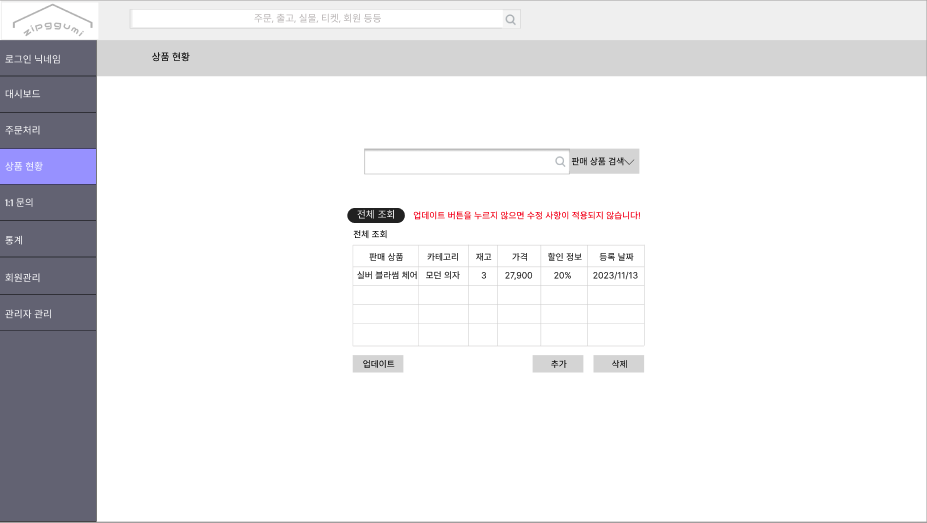 zipggumi
주문, 출고, 실물, 티켓, 회원 등등
로그인 닉네임
대시보드
주문처리
상품 현황
1:1 문의
통계
회원관리
관리자 관리
상품 현황
판매 상품 검색
전체 조회 업데이트 버튼을 누르지 않으면 수정 사항이 적용되지 않습니다!
전체 조회
판매 상품 카테고리 재고 가격 할인 정보 등록 날짜
실버 블라썸 체어 모던 의자 3 27,900 20% 2023/11/13
업데이트 추가 삭제